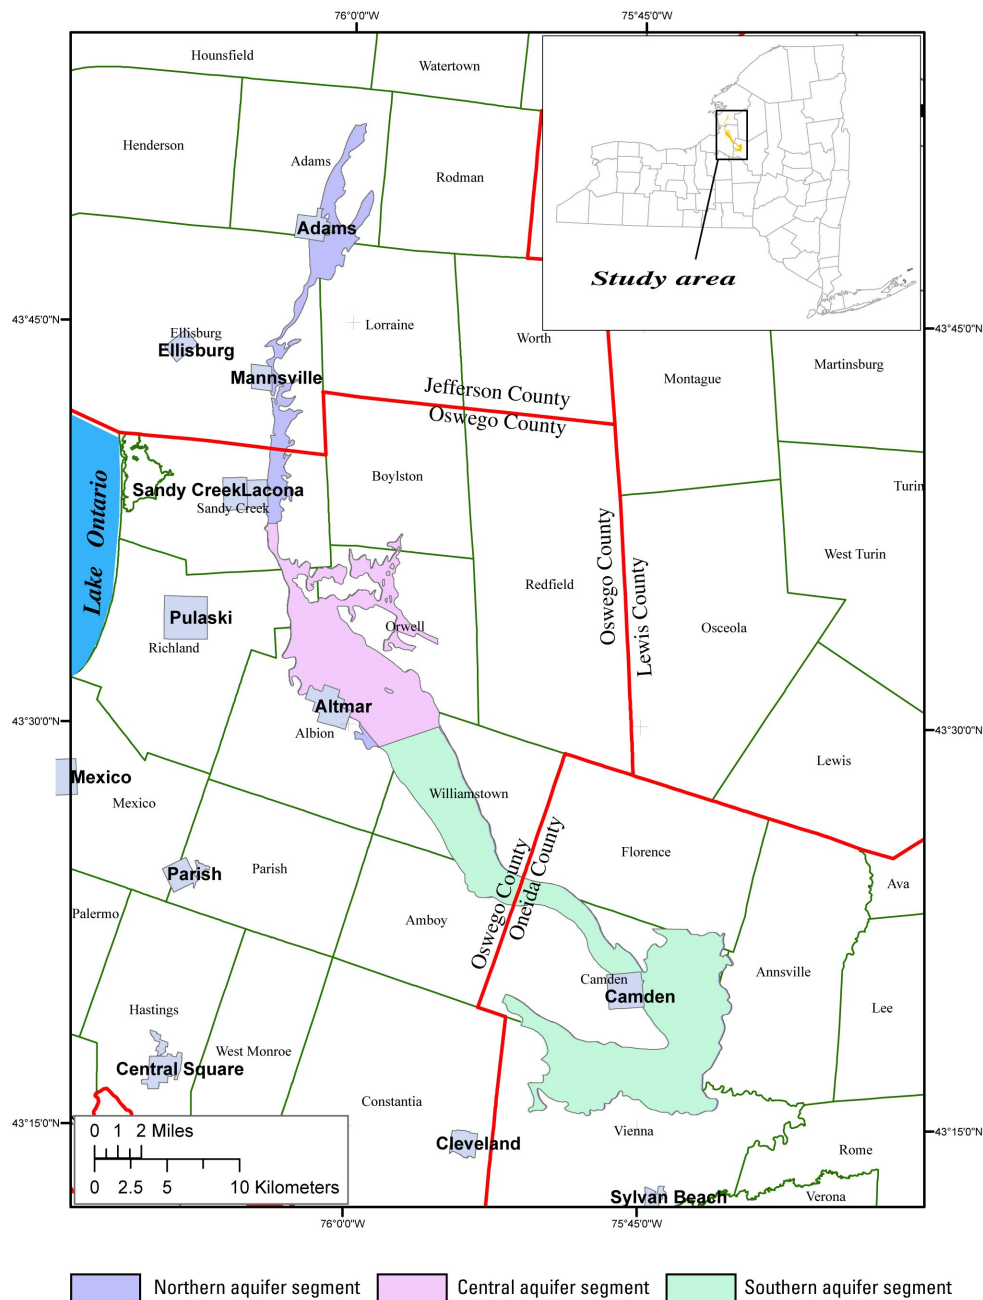 76°0'0"W
75°45'0"W
Hounsfield
Watertown
Henderson
Adams
Rodman
Adams
Study area
43°45'0"N
43°45'0"N
Ellisburg
Ellisburg
Lorraine
Worth
Mannsville
Montague
Martinsburg
Jefferson County
Oswego County
Boylston
Sandy Creek
Lacona
Sandy Creek
Turin
Lake Ontario
Oswego County
Lewis County
West Turin
Redfield
Pulaski
Orwell
Osceola
Richland
Altmar
43°30'0"N
43°30'0"N
Albion
Lewis
Mexico
Mexico
Williamstown
Oswego County
Oneida County
Florence
Parish
Parish
Ava
Palermo
Amboy
Camden
Camden
Annsville
Hastings
Lee
West Monroe
Central Square
Constantia
43°15'0"N
43°15'0"N
0 1 2 Miles
0 2.5 5 10 Kilometers
Cleveland
Vienna
Rome
Sylvan Beach
Verona
76°0'0"W
75°45'0"W
Northern aquifer segment
Central aquifer segment
Southern aquifer segment